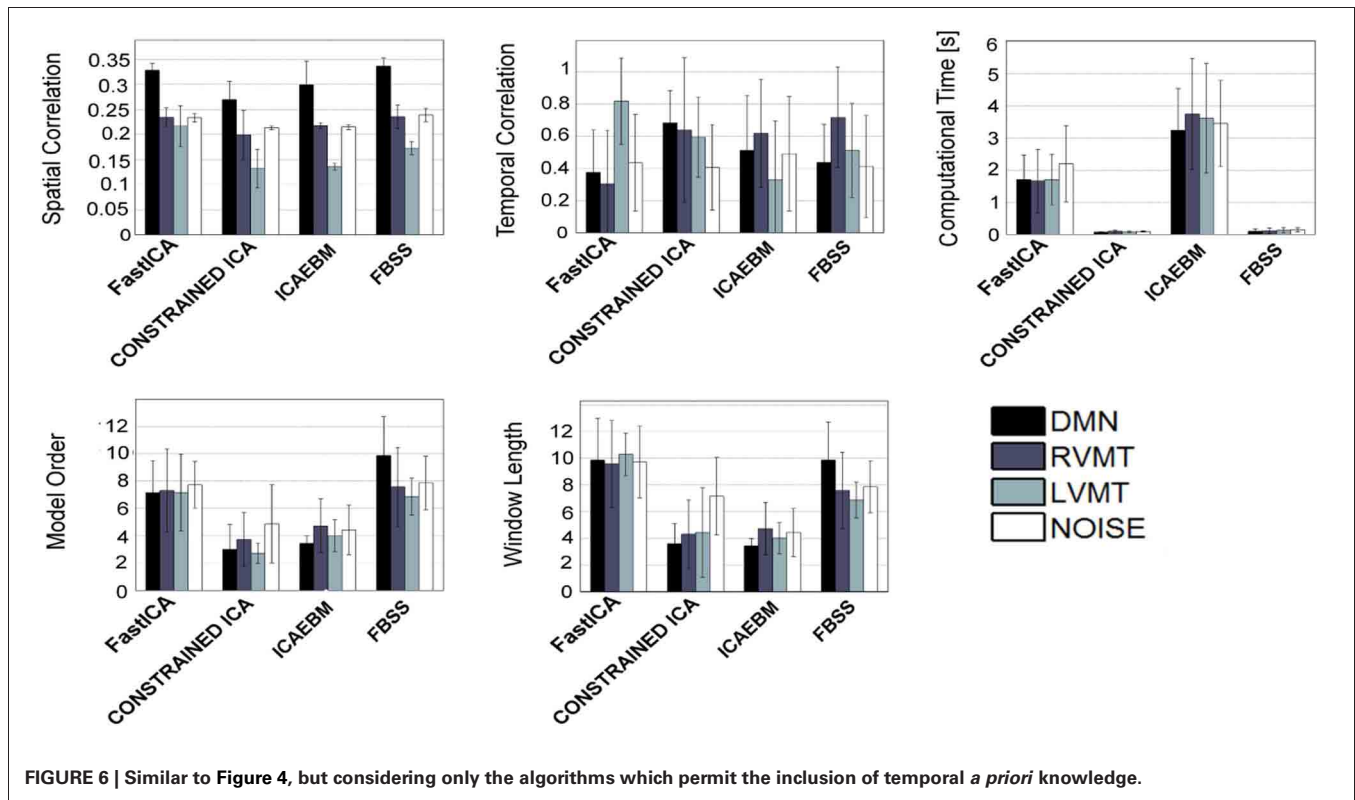 Spatial Correlation
0.35
0.3
0.25
0.2
0.15
0.1
0.05
0
FastICA
CONSTRAINED ICA
ICAEBM
FBSS
Temporal Correlation
1
0.8
0.6
0.4
0.2
0
FastICA
CONSTRAINED ICA
ICAEBM
FBSS
Computational Time [s]
6
5
4
3
2
1
0
FastICA
CONSTRAINED ICA
ICAEBM
FBSS
Model Order
12
10
8
6
4
2
0
FastICA
CONSTRAINED ICA
ICAEBM
FBSS
Window Length
12
10
8
6
4
2
0
FastICA
CONSTRAINED ICA
ICAEBM
FBSS
DMN
RVMT
LVMT
NOISE
FIGURE 6 | Similar to Figure 4, but considering only the algorithms which permit the inclusion of temporal a priori knowledge.